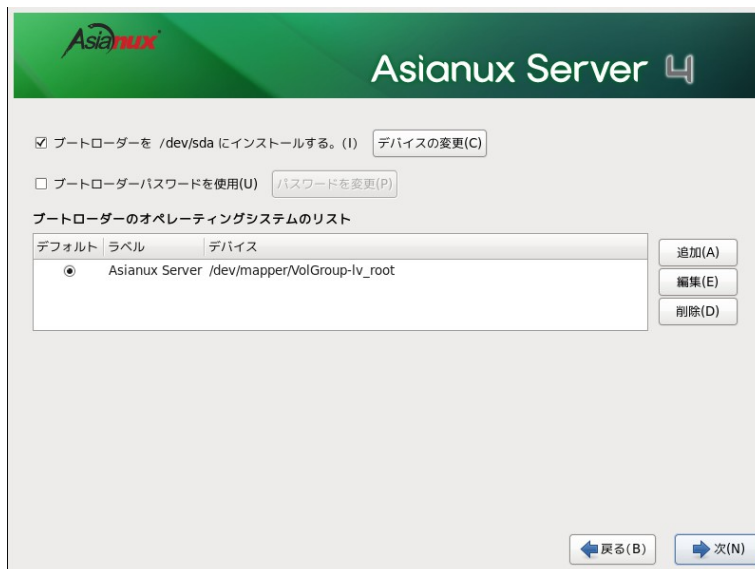 Asianux
Asianux Server 4
ブートローダーを /dev/sda にインストールする。(I) デバイスの変更(C)
ブートローダーパスワードを使用(U) パスワードを変更(P)
ブートローダーのオペレーティングシステムのリスト
デフォルト ラベル デバイス
Asianux Server /dev/mapper/VolGroup-lv_root
追加(A)
編集(E)
削除(D)
戻る(B) 次(N)